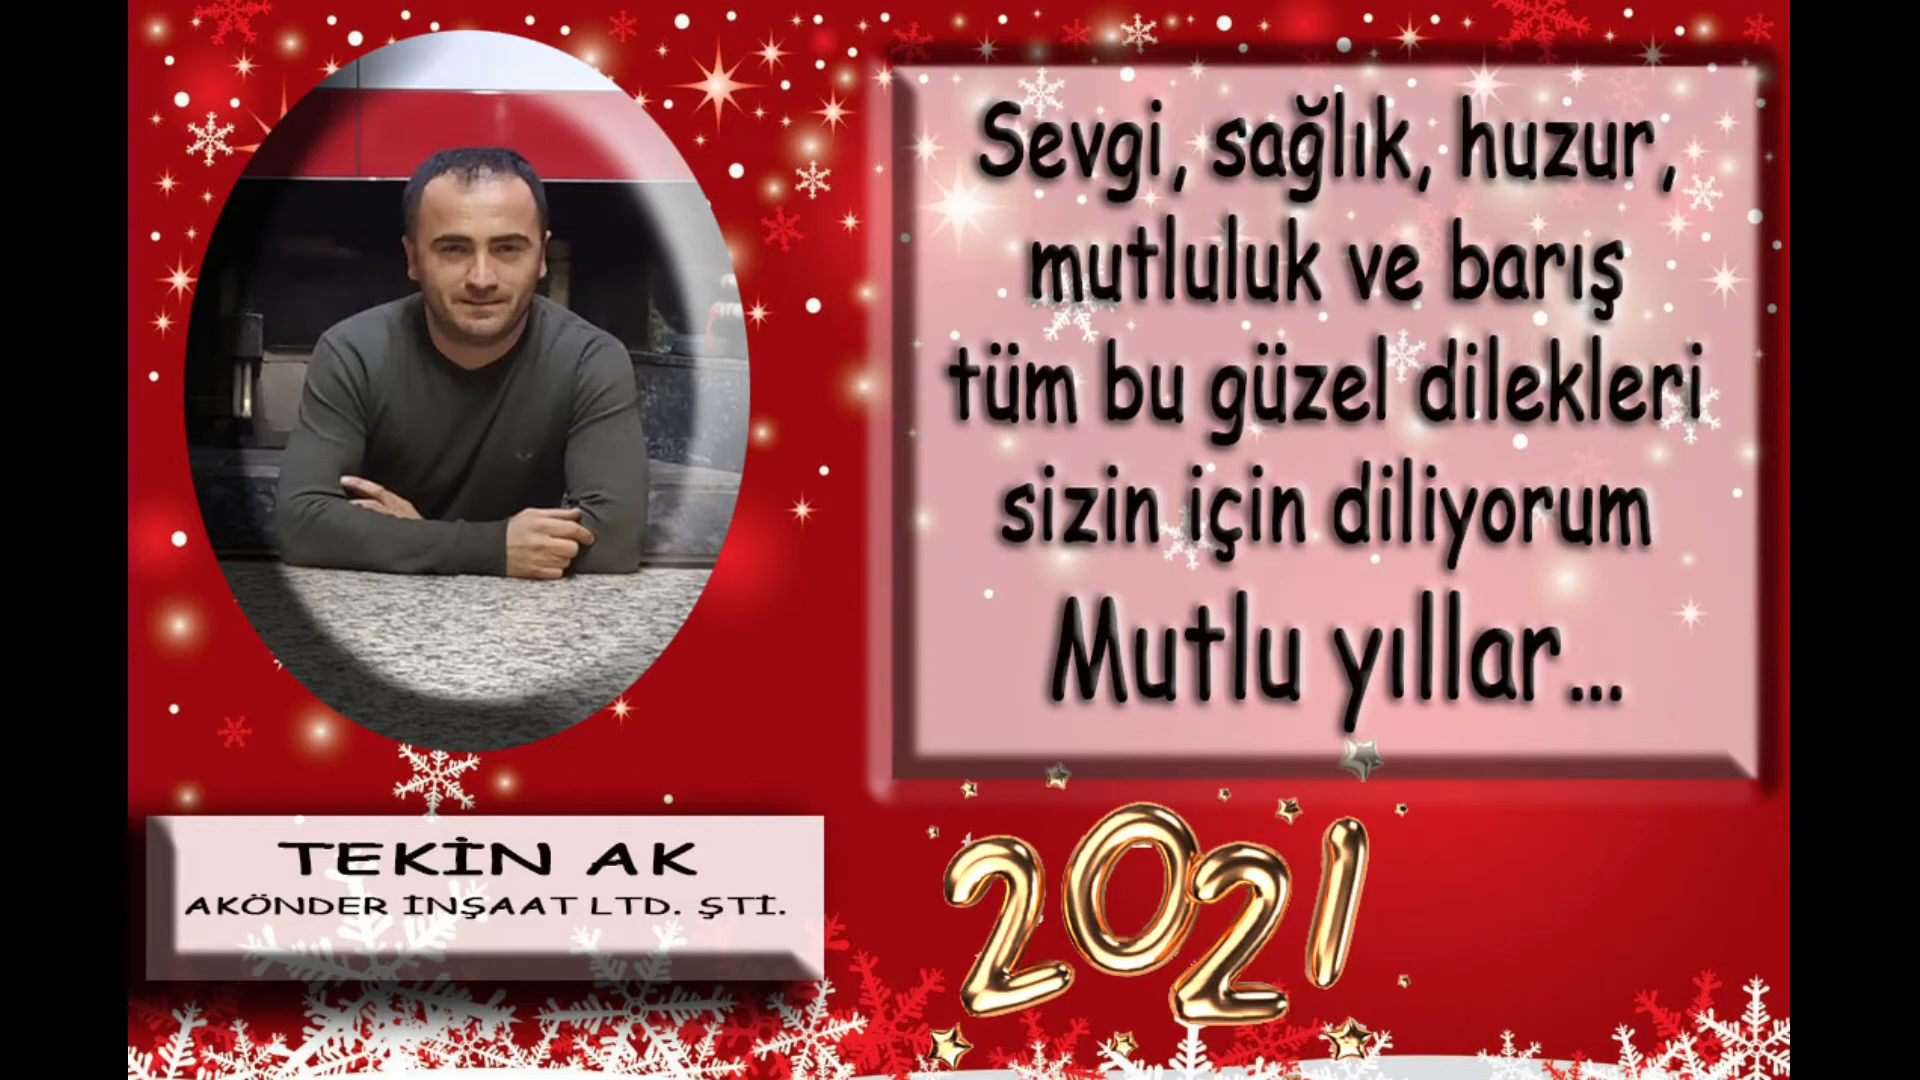 Sevgi, sağlık, huzur,
mutluluk ve barış
tüm bu güzel dilekleri
sizin için diliyorum
Mutlu yıllar...
TEKİN AK
AKÖNDER İNŞAAT LTD. ŞTİ.
2021